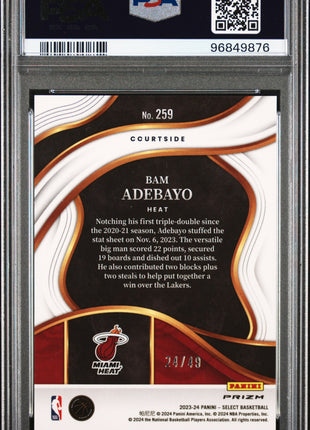 PSA
96849876
No. 259
COURTSIDE
BAM
ADEBAYO
HEAT
Notching his first triple-double since
the 2020-21 season, Adebayo stuffed the
stat sheet on Nov. 6, 2023. The versatile
big man scored 22 points, secured
19 boards and dished out 10 assists.
He also contributed two blocks plus
two steals to help put together
a win over the Lakers.
MIAMI
HEAT
24/49
PANINI
PRIZM
2023-24 PANINI – SELECT BASKETBALL
帕尼尼 © 2024 Panini America, Inc. © 2024 NBA Properties, Inc.
© 2024 the National Basketball Players Association. All rights reserved.